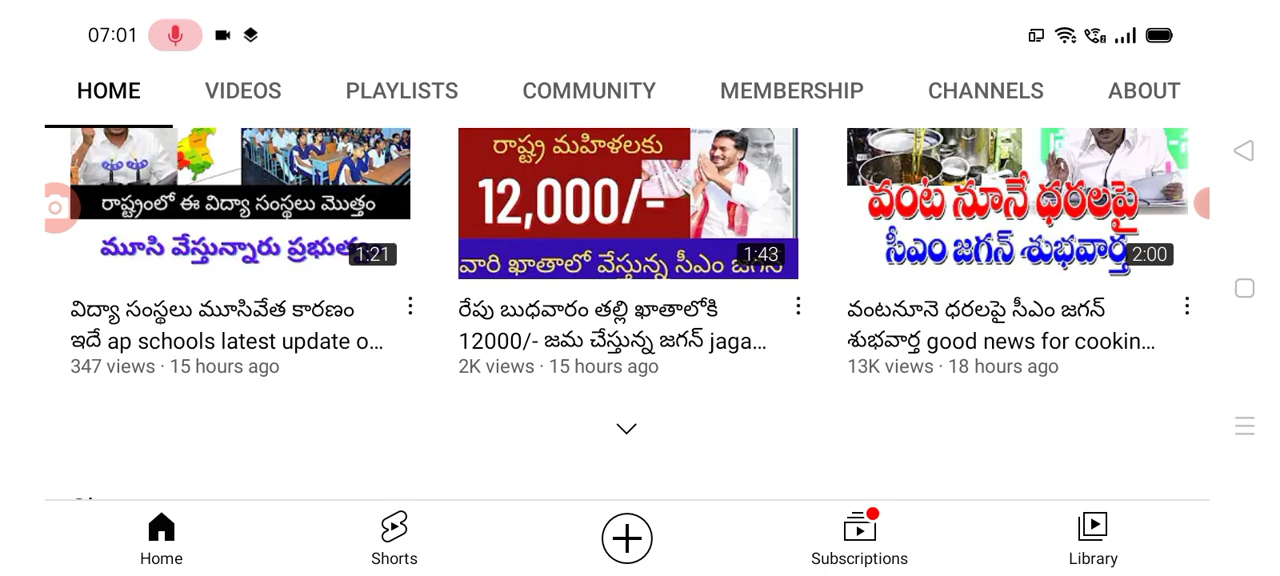 07:01
HOME VIDEOS PLAYLISTS COMMUNITY MEMBERSHIP CHANNELS ABOUT
రాష్ట్రంలో ఈ విద్యా సంస్థలు మొత్తం
మూసి వేస్తున్నారు ప్రభుత్వ
1:21
రాష్ట్ర మహిళలకు
12,000/-
వారి ఖాతాలో వేస్తున్న సీఎం జగన్
1:43
వంట నూనే ధరలపై
సీఎం జగన్ శుభవార్త
2:00
విద్యా సంస్థలు మూసివేత కారణం
ఇదే ap schools latest update o...
347 views · 15 hours ago
రేపు బుధవారం తల్లి ఖాతాలోకి
12000/- జమ చేస్తున్న జగన్ jaga...
2K views · 15 hours ago
వంటనూనె ధరలపై సీఎం జగన్
శుభవార్త good news for cookin...
13K views · 18 hours ago
Home Shorts Subscriptions Library